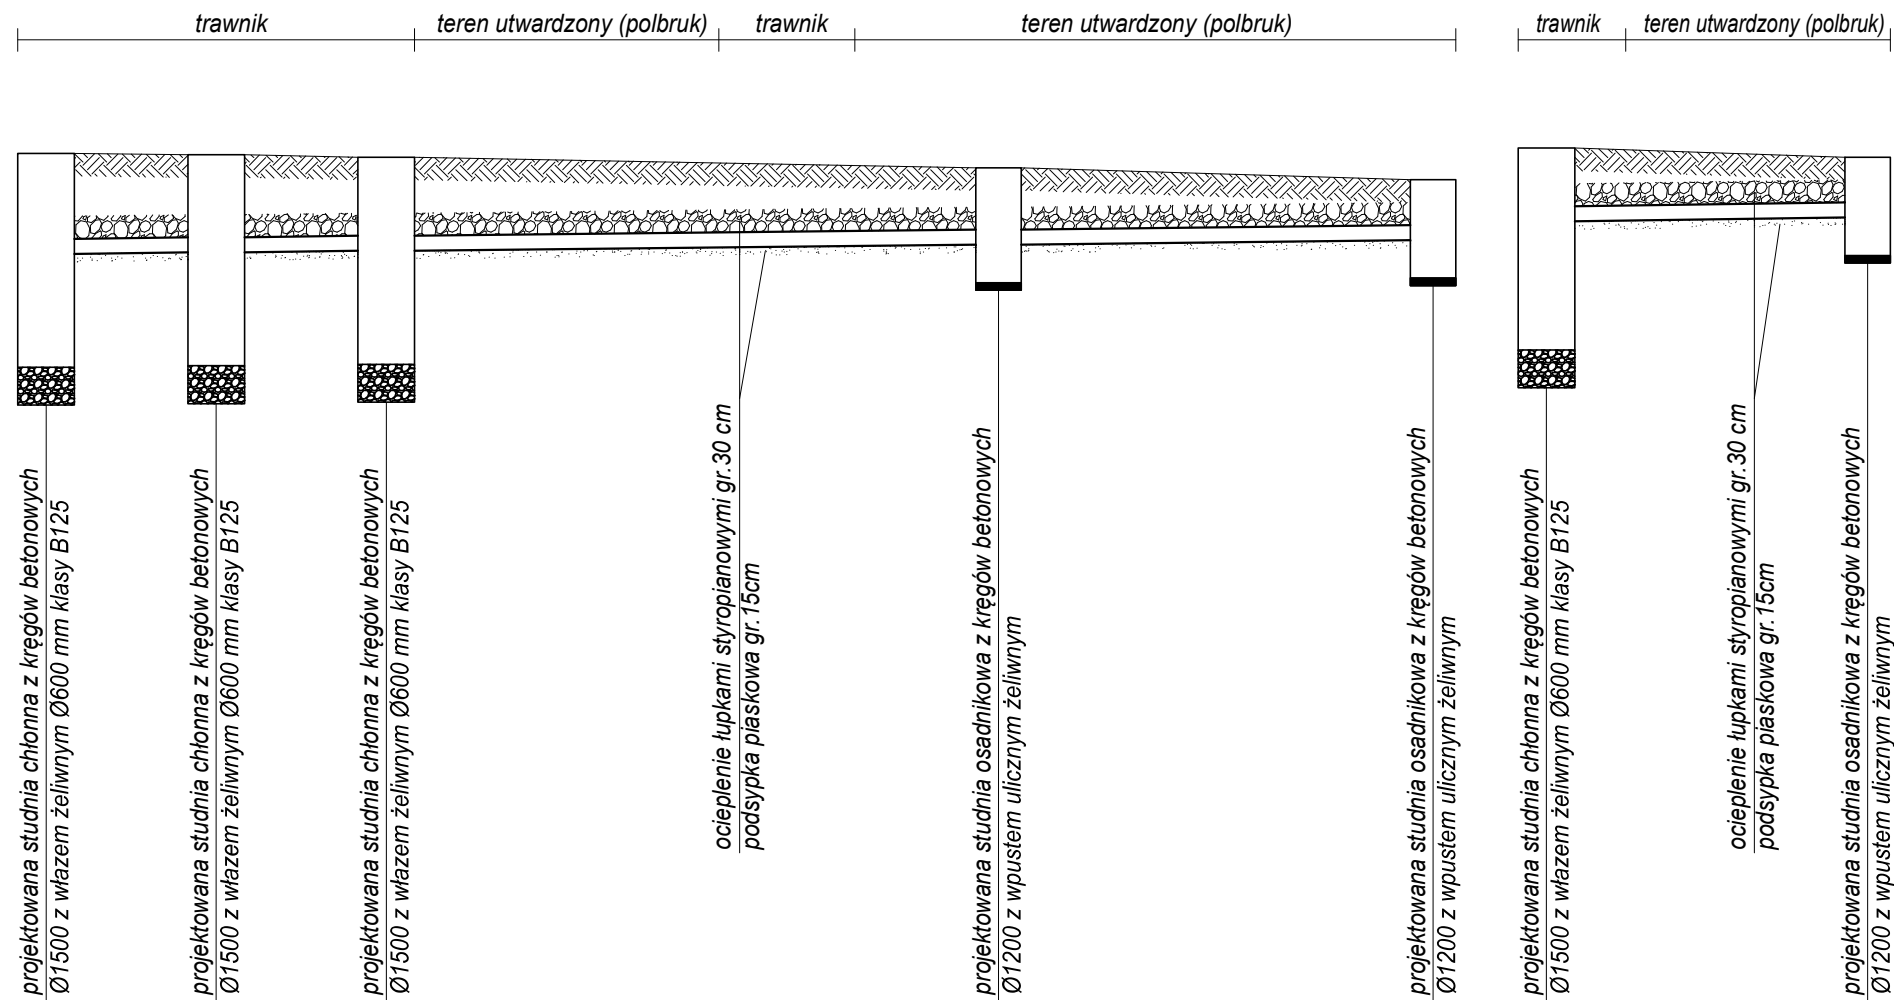 trawnik
teren utwardzony (polbruk)
trawnik
teren utwardzony (polbruk)
trawnik
teren utwardzony (polbruk)
projektowana studnia chłonna z kręgów betonowych
Ø1500 z włazem żeliwnym Ø600 mm klasy B125
projektowana studnia chłonna z kręgów betonowych
Ø1500 z włazem żeliwnym Ø600 mm klasy B125
projektowana studnia chłonna z kręgów betonowych
Ø1500 z włazem żeliwnym Ø600 mm klasy B125
ocieplenie łupkami styropianowymi gr.30 cm
podsypka piaskowa gr. 15cm
projektowana studnia osadnikowa z kręgów betonowych
Ø1200 z wpustem ulicznym żeliwnym
projektowana studnia osadnikowa z kręgów betonowych
Ø1200 z wpustem ulicznym żeliwnym
projektowana studnia chłonna z kręgów betonowych
Ø1500 z włazem żeliwnym Ø600 mm klasy B125
ocieplenie łupkami styropianowymi gr.30 cm
podsypka piaskowa gr. 15cm
projektowana studnia osadnikowa z kręgów betonowych
Ø1200 z wpustem ulicznym żeliwnym